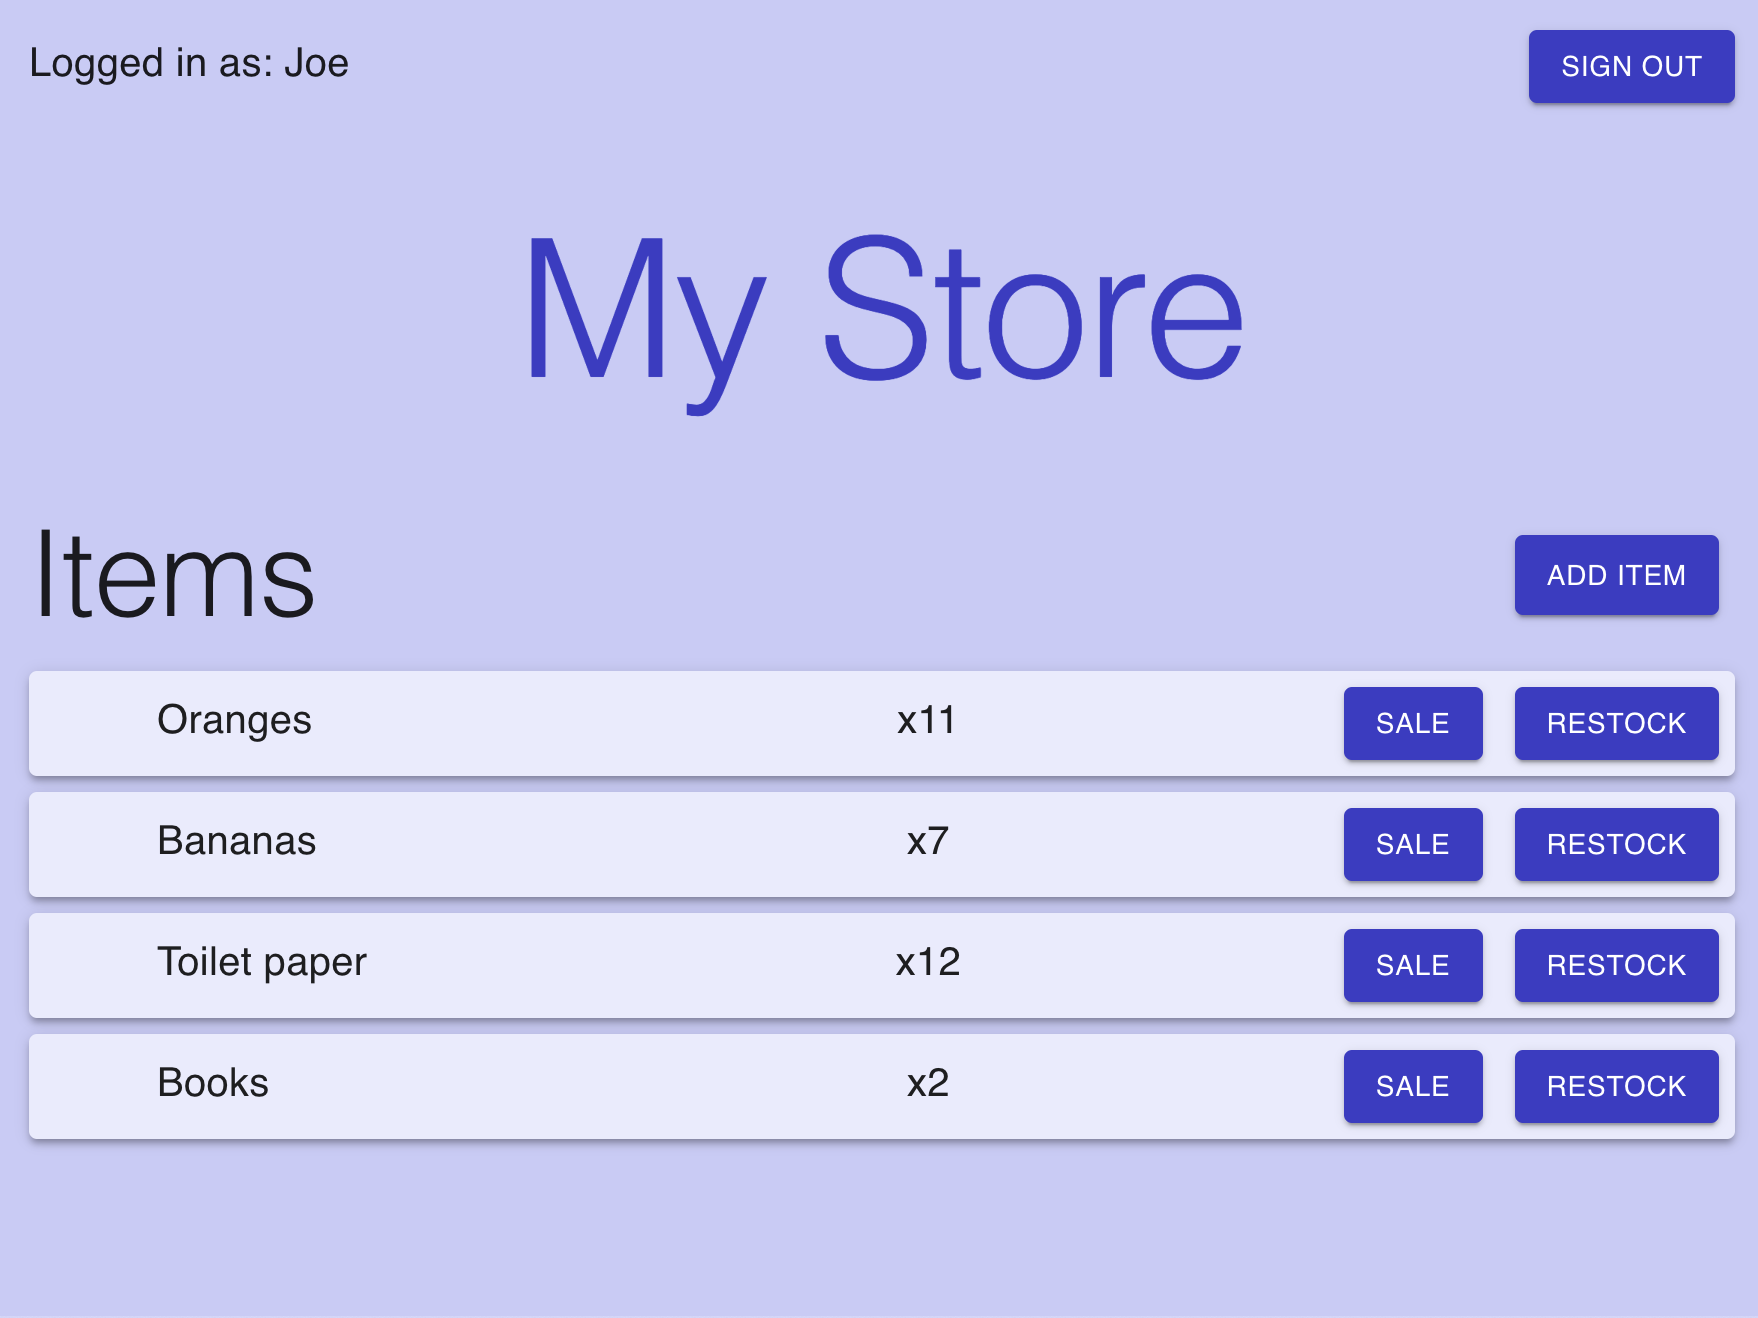 Logged in as: Joe
SIGN OUT
My Store
Items
ADD ITEM
Oranges x11 SALE RESTOCK
Bananas x7 SALE RESTOCK
Toilet paper x12 SALE RESTOCK
Books x2 SALE RESTOCK